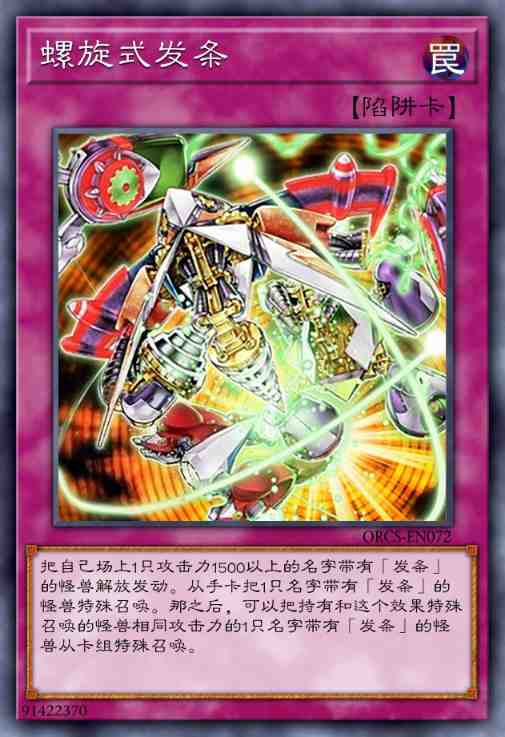 螺旋式发条
罠
【陷阱卡】
ORCS-EN072
把自己场上1只攻击力1500以上的名字带有「发条」
的怪兽解放发动。从手卡把1只名字带有「发条」的
怪兽特殊召唤。那之后，可以把持有和这个效果特殊
召唤的怪兽相同攻击力的1只名字带有「发条」的怪
兽从卡组特殊召唤。
91422370